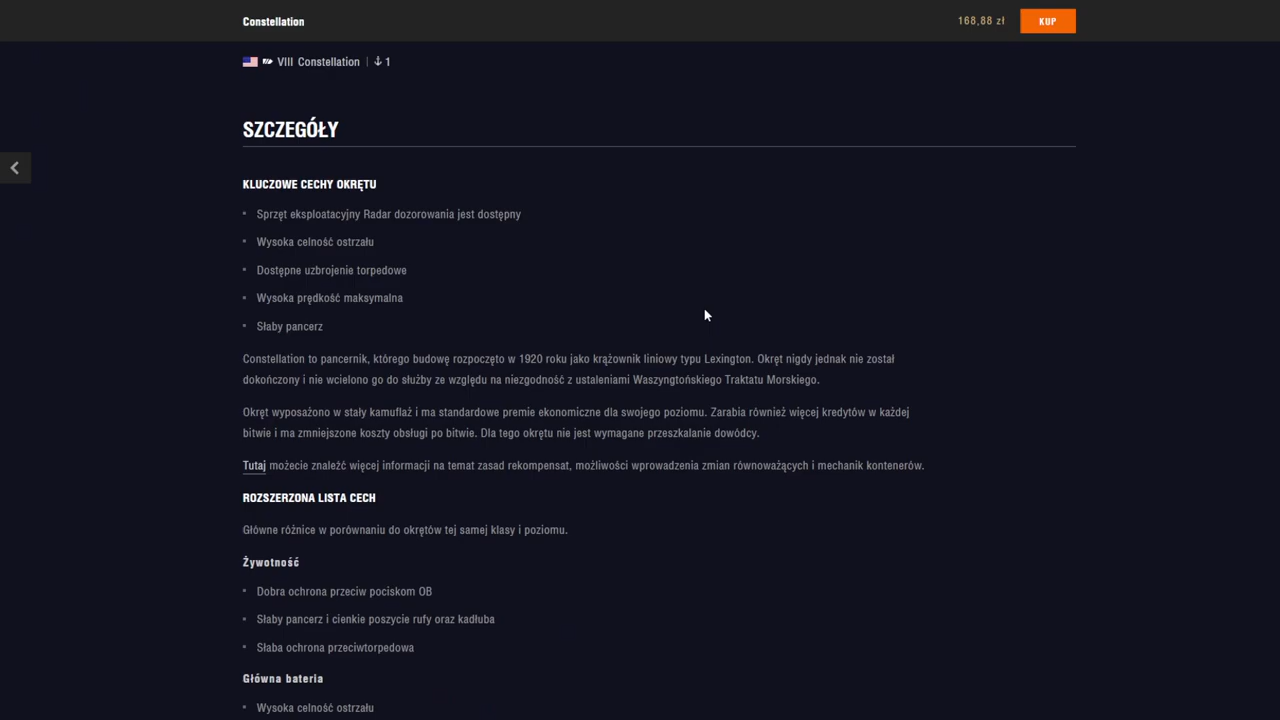 Constellation
168,88 zł
KUP
VIII Constellation | 1
SZCZEGÓŁY
KLUCZOWE CECHY OKRĘTU
Sprzęt eksploatacyjny Radar dozorowania jest dostępny
Wysoka celność ostrzału
Dostępne uzbrojenie torpedowe
Wysoka prędkość maksymalna
Słaby pancerz
Constellation to pancernik, którego budowę rozpoczęto w 1920 roku jako krążownik liniowy typu Lexington. Okręt nigdy jednak nie został
dokończony i nie wcielono go do służby ze względu na niezgodność z ustaleniami Waszyngtońskiego Traktatu Morskiego.
Okręt wyposażono w stały kamuflaż i ma standardowe premie ekonomiczne dla swojego poziomu. Zarabia również więcej kredytów w każdej
bitwie i ma zmniejszone koszty obsługi po bitwie. Dla tego okrętu nie jest wymagane przeszkalanie dowódcy.
Tutaj możecie znaleźć więcej informacji na temat zasad rekompensat, możliwości wprowadzenia zmian równoważących i mechanik kontenerów.
ROZSZERZONA LISTA CECH
Główne różnice w porównaniu do okrętów tej samej klasy i poziomu.
Żywotność
Dobra ochrona przeciw pociskom OB
Słaby pancerz i cienkie poszycie rufy oraz kadłuba
Słaba ochrona przeciwtorpedowa
Główna bateria
Wysoka celność ostrzału